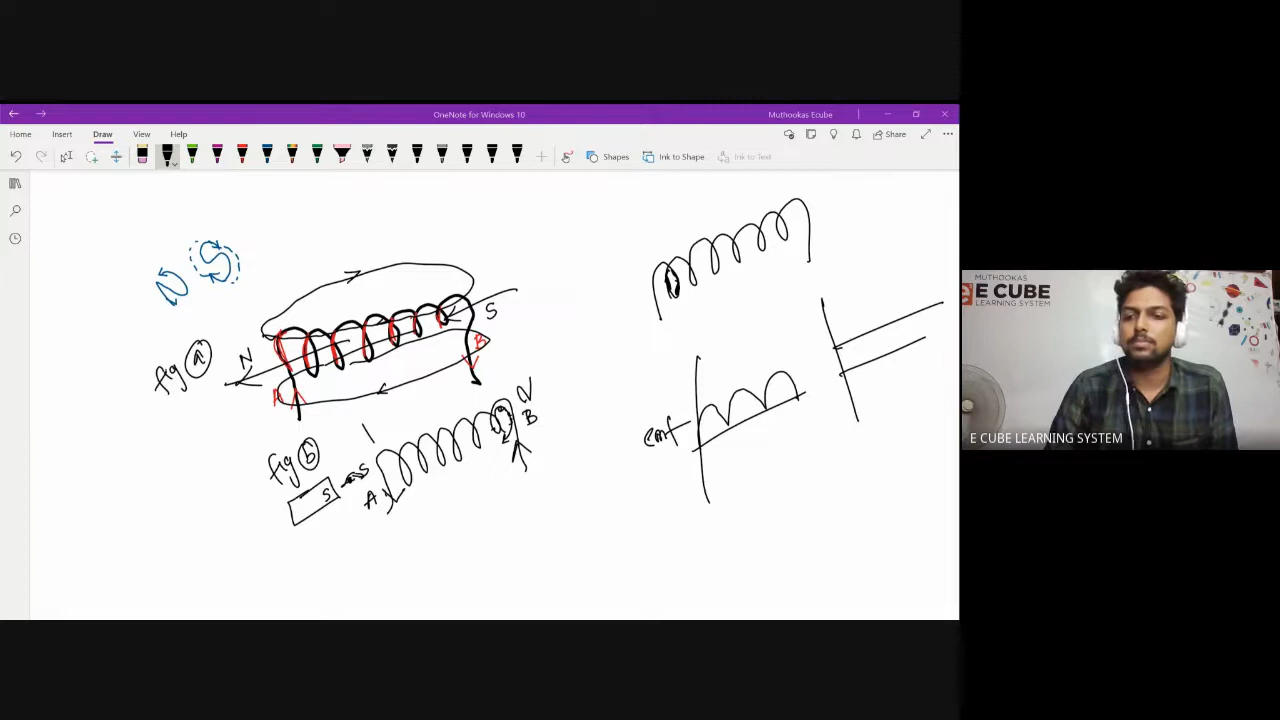 OneNote for Windows 10
Muthookas Ecube
Home Insert Draw View Help
Share
Shapes
Ink to Shape
Ink to Text
N S
S
N
fig a
A
B
N
B
fig b
S
S
A
emf
MUTHOOKAS
E CUBE
LEARNING SYSTEM
E CUBE LEARNING SYSTEM